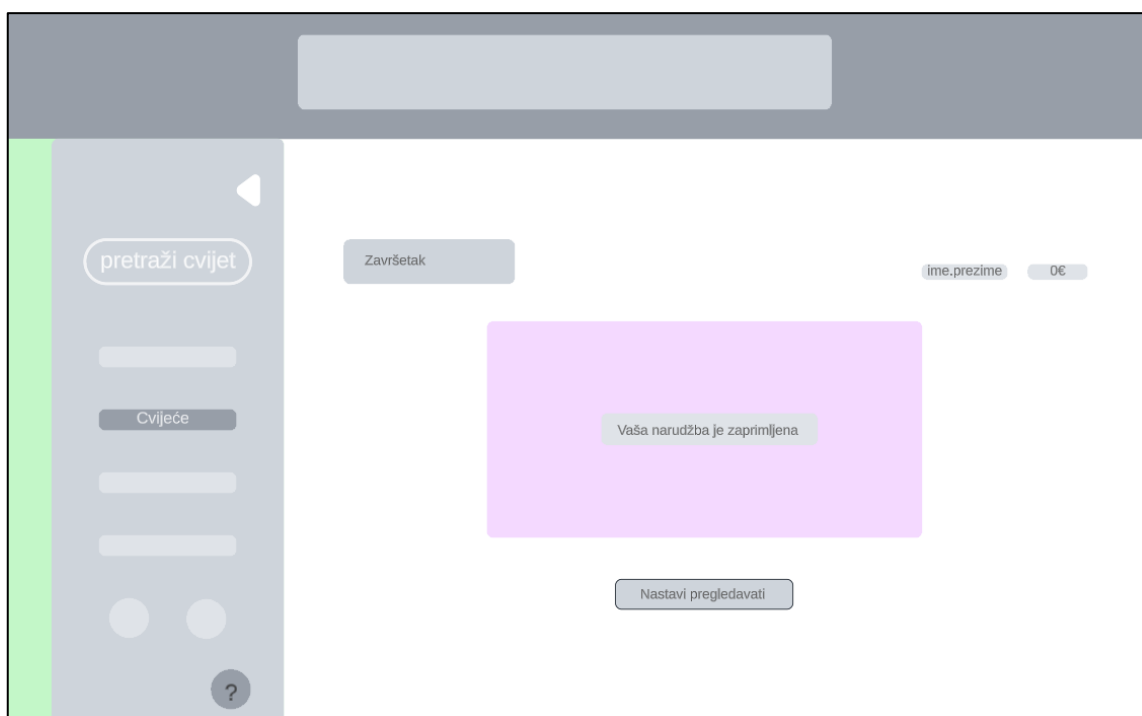 pretraži cvijet
Završetak
ime.prezime
0€
Cvijeće
Vaša narudžba je zaprimljena
Nastavi pregledavati
?